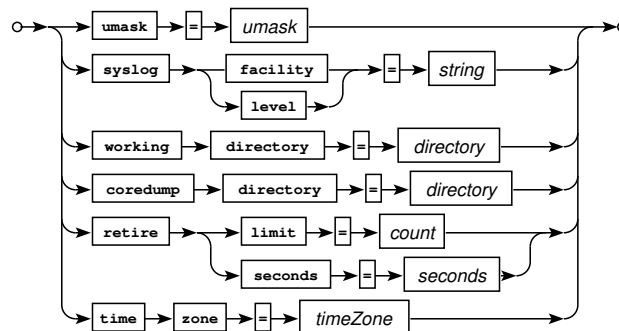 umask = umask
syslog facility = string
level
working directory = directory
coredump directory = directory
retire limit = count
seconds = seconds
time zone = timeZone